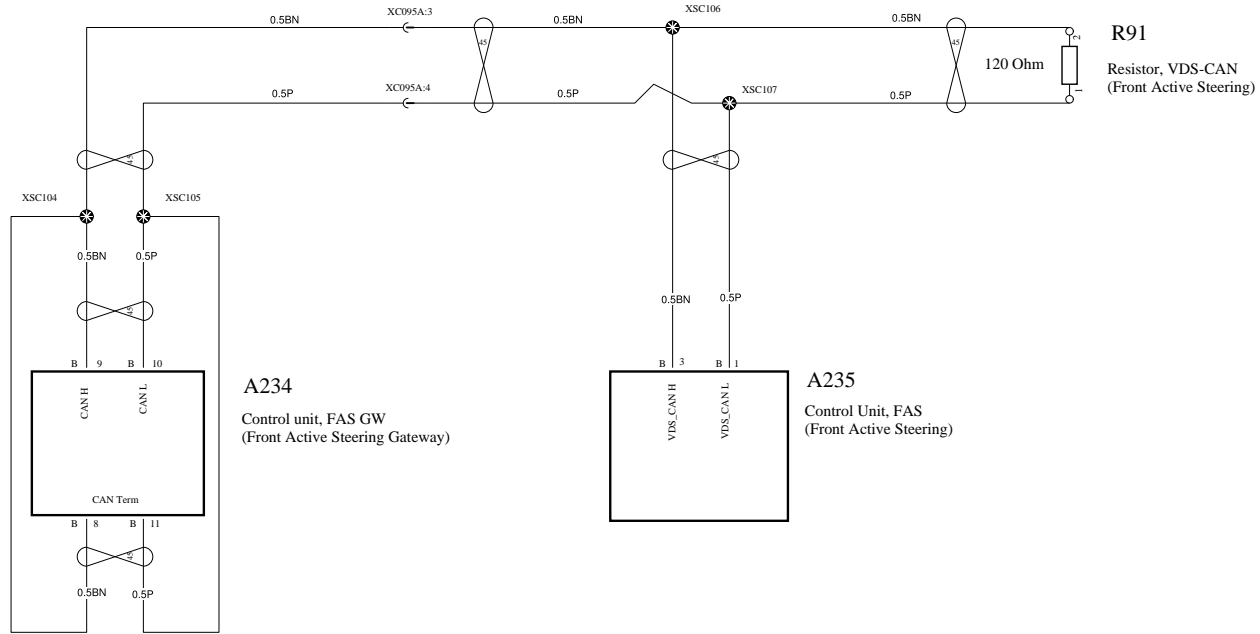 XC095A:3
XSC106
0.5BN
0.5BN
0.5BN
R91
45
45
2
120 Ohm
Resistor, VDS-CAN
(Front Active Steering)
1
XC095A:4
XSC107
0.5P
0.5P
0.5P
45
45
XSC104
XSC105
0.5BN
0.5P
45
0.5BN
0.5P
B 9 B 10
B 3 B 1
CAN H
CAN L
A234
Control unit, FAS GW
(Front Active Steering Gateway)
VDS_CAN H
VDS_CAN L
A235
Control Unit, FAS
(Front Active Steering)
CAN Term
B 8 B 11
45
0.5BN
0.5P